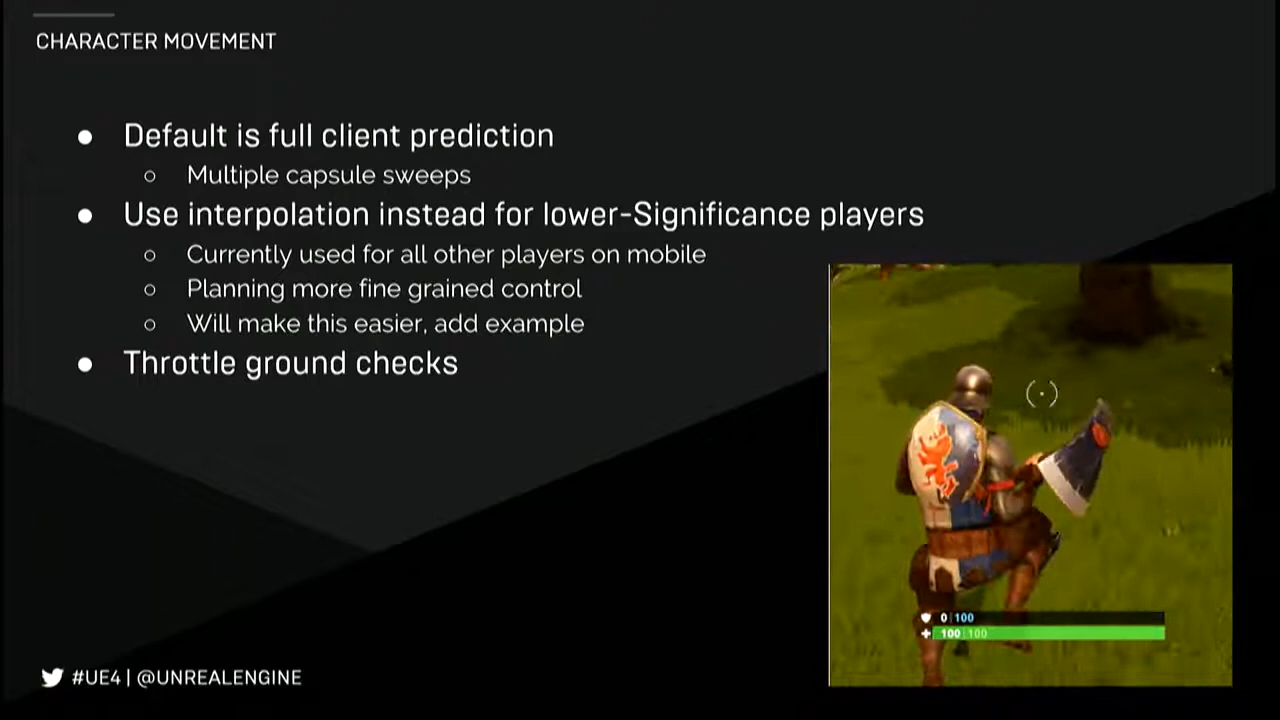 CHARACTER MOVEMENT
● Default is full client prediction
○ Multiple capsule sweeps
● Use interpolation instead for lower-Significance players
○ Currently used for all other players on mobile
○ Planning more fine grained control
○ Will make this easier, add example
● Throttle ground checks
0 | 100
100 | 100
#UE4 | @UNREALENGINE